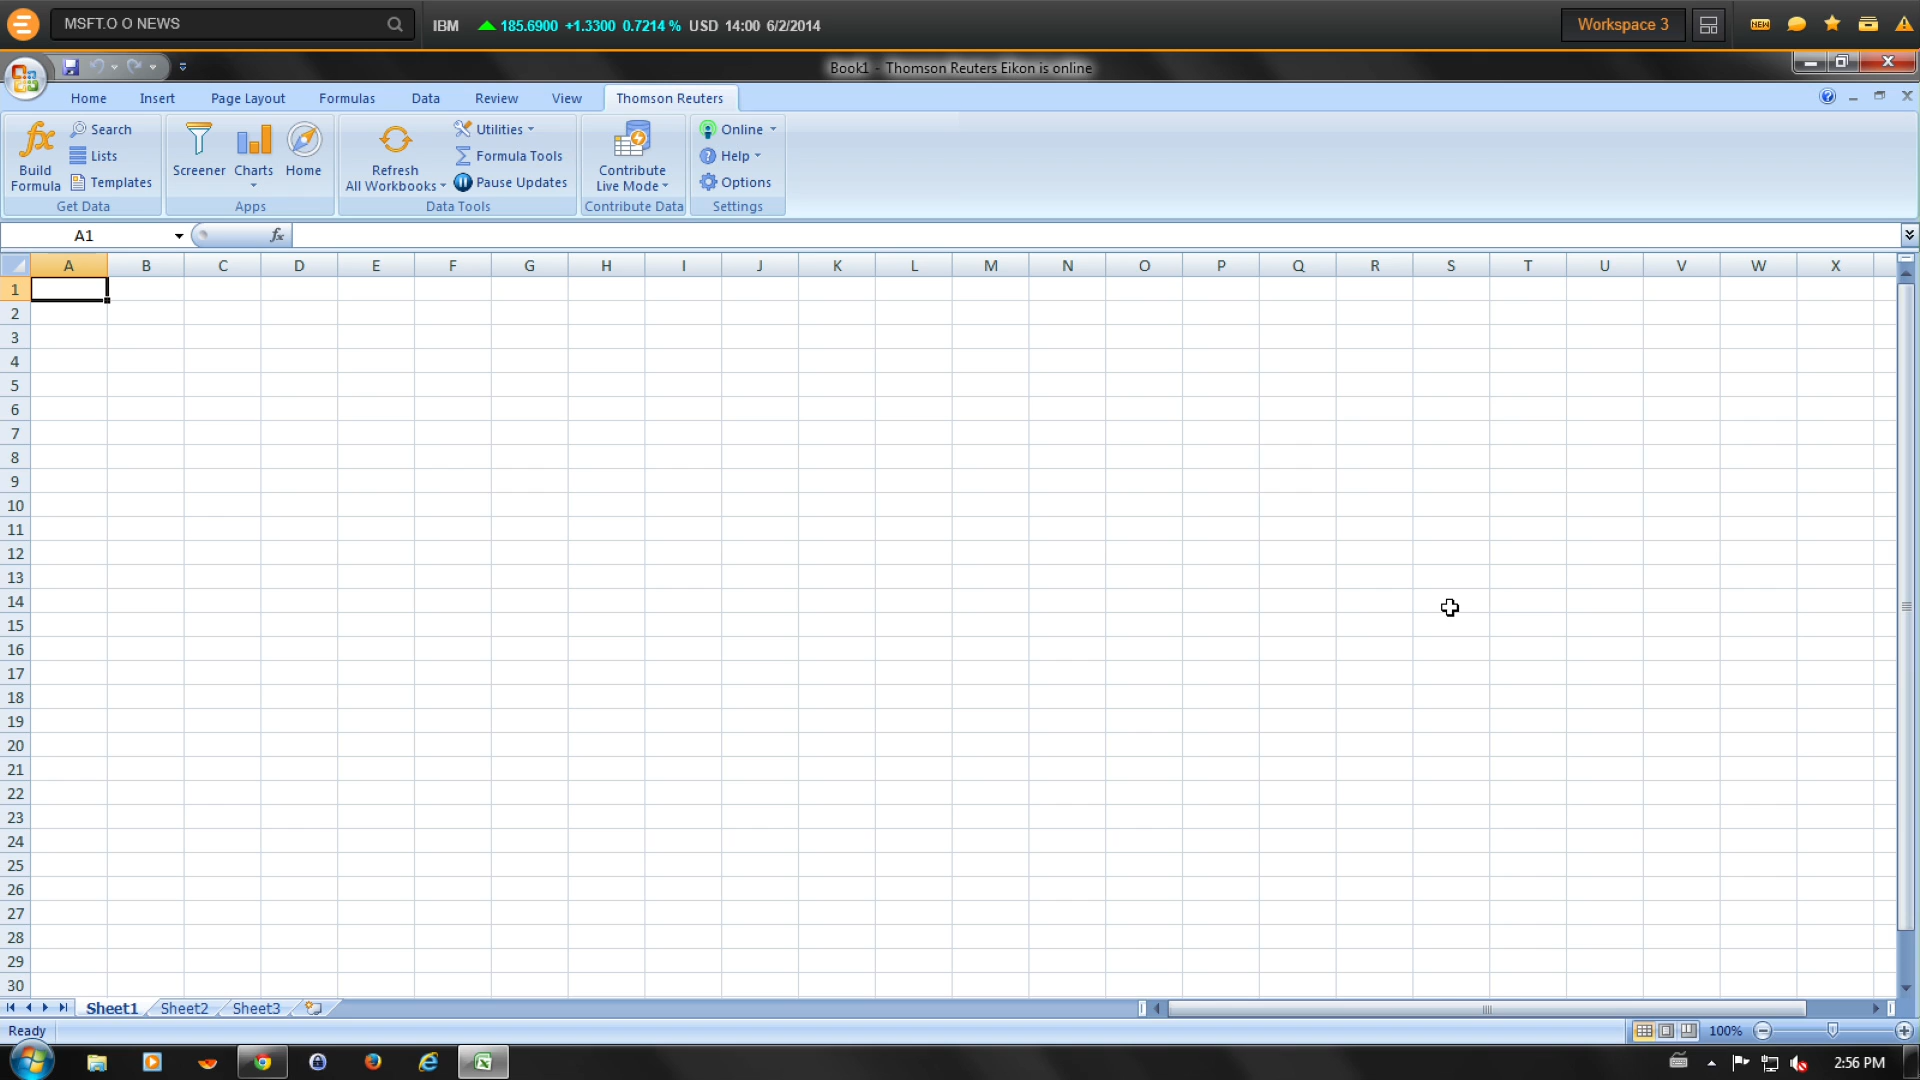 MSFT.O O NEWS
IBM 185.6900 +1.3300 0.7214 % USD 14:00 6/2/2014
Workspace 3
NEW
Book1 - Thomson Reuters Eikon is online
Home Insert Page Layout Formulas Data Review View Thomson Reuters
Build Formula
Search
Lists
Templates
Get Data
Screener
Charts
Home
Apps
Refresh
All Workbooks
Utilities
Formula Tools
Pause Updates
Data Tools
Contribute
Live Mode
Contribute Data
Online
Help
Options
Settings
A1
fx
A B C D E F G H I J K L M N O P Q R S T U V W X
1
2
3
4
5
6
7
8
9
10
11
12
13
14
15
16
17
18
19
20
21
22
23
24
25
26
27
28
29
30
Sheet1 Sheet2 Sheet3
Ready
100%
2:56 PM